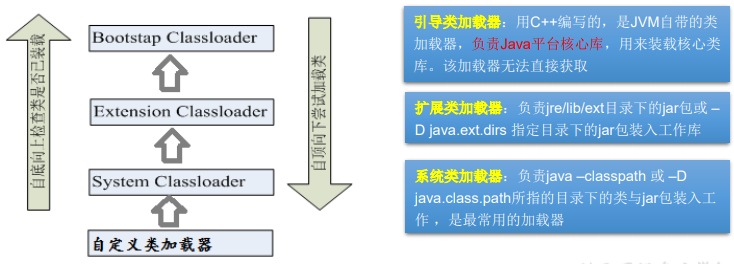 自底向上检查类是否已装载
Bootstap Classloader
Extension Classloader
System Classloader
自定义类加载器
自顶向下尝试加载类
引导类加载器：用C++编写的，是JVM自带的类
加载器，负责Java平台核心库，用来装载核心类
库。该加载器无法直接获取
扩展类加载器：负责jre/lib/ext目录下的jar包或 –
D java.ext.dirs 指定目录下的jar包装入工作库
系统类加载器：负责java –classpath 或 –D
java.class.path所指的目录下的类与jar包装入工
作 ，是最常用的加载器